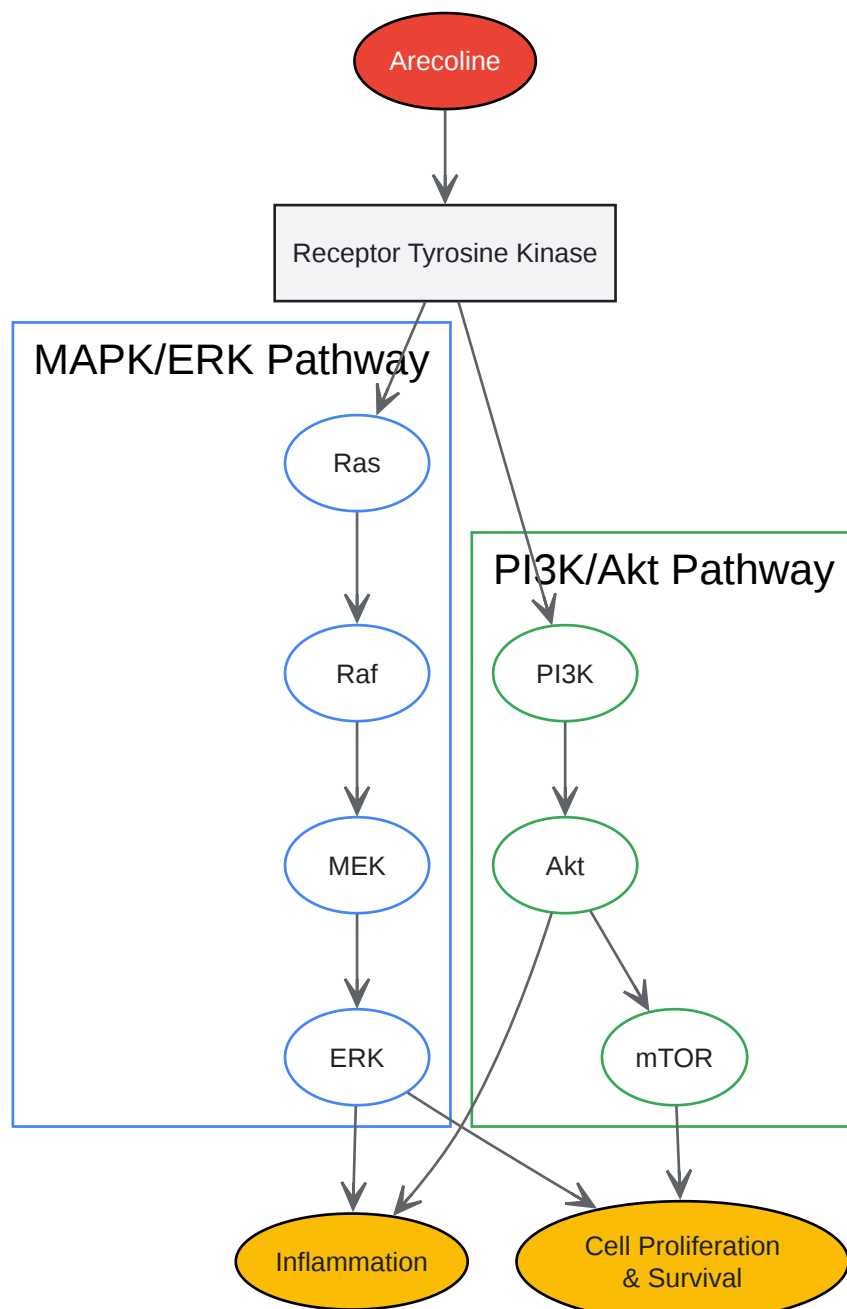 Arecoline
Receptor Tyrosine Kinase
MAPK/ERK Pathway
Ras
PI3K/Akt Pathway
Raf
PI3K
MEK
Akt
ERK
mTOR
Inflammation
Cell Proliferation
& Survival